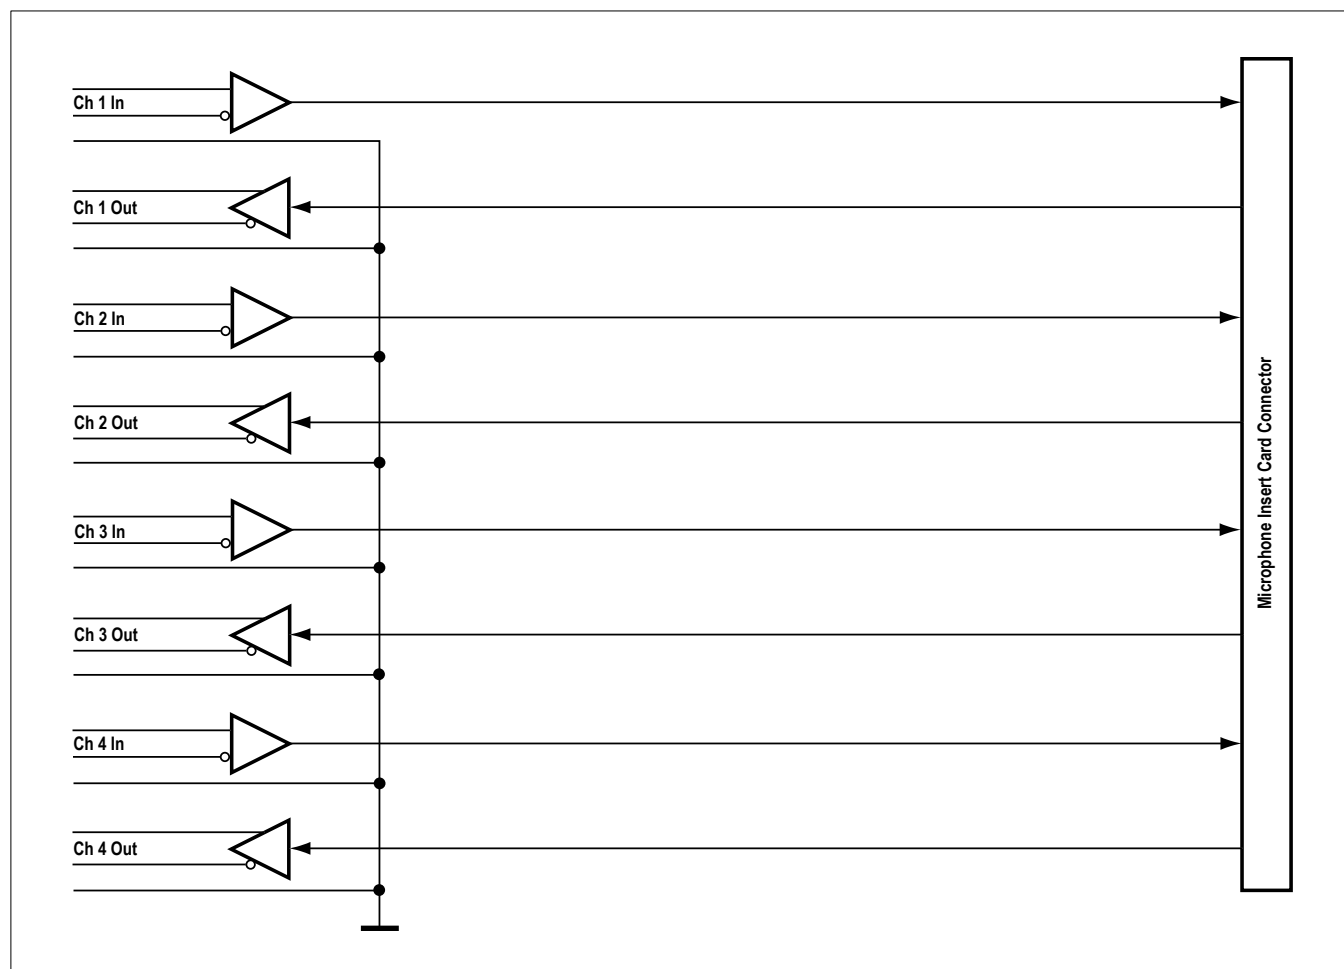 Ch 1 In
Ch 1 Out
Ch 2 In
Ch 2 Out
Ch 3 In
Ch 3 Out
Ch 4 In
Ch 4 Out
Microphone Insert Card Connector